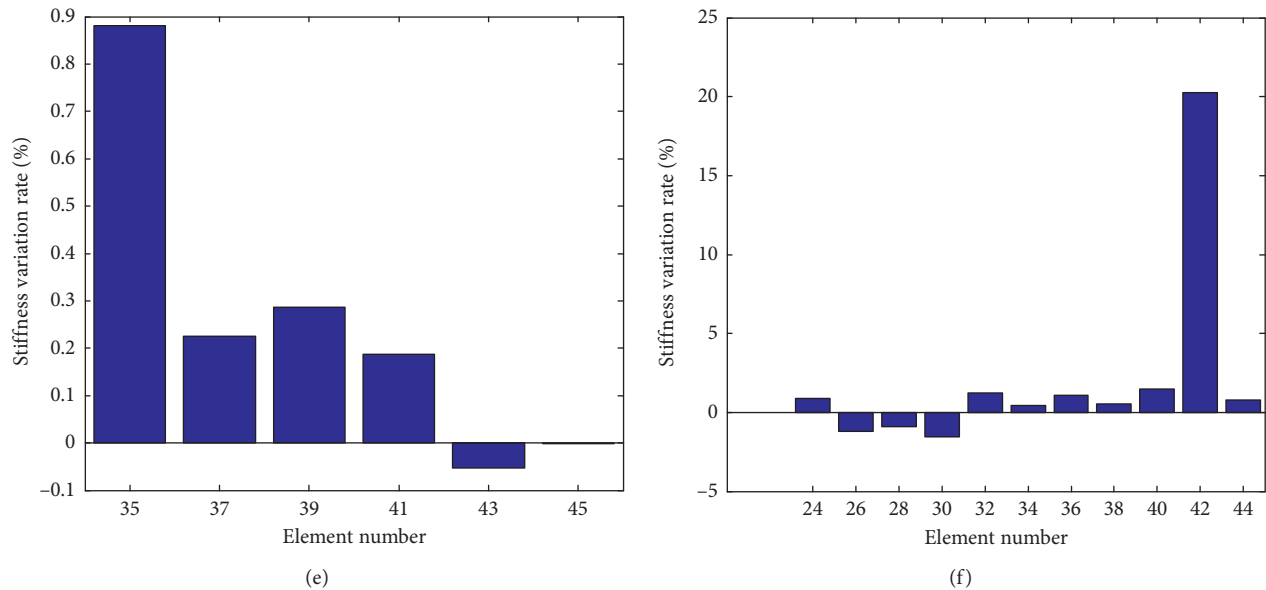 0.9
0.8
0.7
0.6
0.5
0.4
0.3
0.2
0.1
0
–0.1
Stiffness variation rate (%)
35 37 39 41 43 45
Element number
(e)
25
20
15
10
5
0
–5
Stiffness variation rate (%)
24 26 28 30 32 34 36 38 40 42 44
Element number
(f)